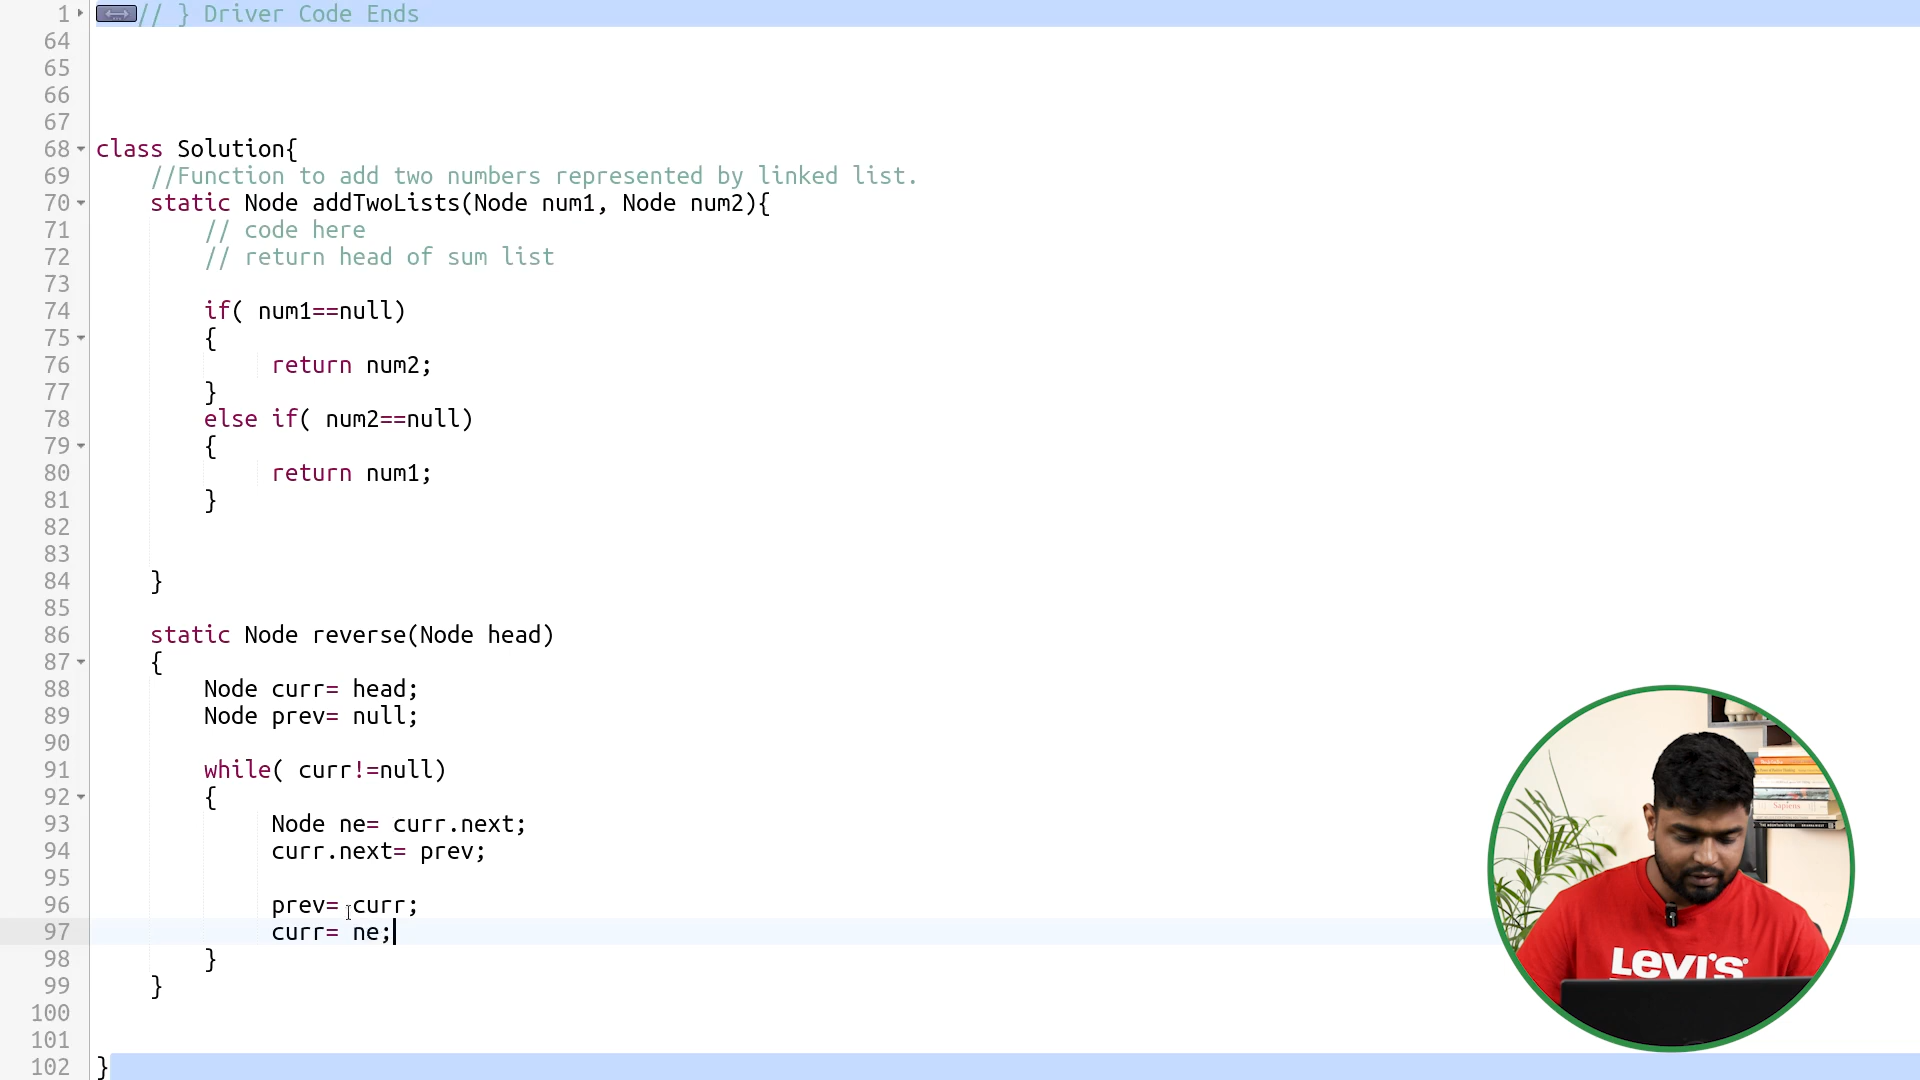 1 // } Driver Code Ends
64
65
66
67
68 class Solution{
69 //Function to add two numbers represented by linked list.
70 static Node addTwoLists(Node num1, Node num2){
71 // code here
72 // return head of sum list
73
74 if( num1==null)
75 {
76 return num2;
77 }
78 else if( num2==null)
79 {
80 return num1;
81 }
82
83
84 }
85
86 static Node reverse(Node head)
87 {
88 Node curr= head;
89 Node prev= null;
90
91 while( curr!=null)
92 {
93 Node ne= curr.next;
94 curr.next= prev;
95
96 prev= curr;
97 curr= ne;
98 }
99 }
100
101
102 }
Sapiens
LEVI'S